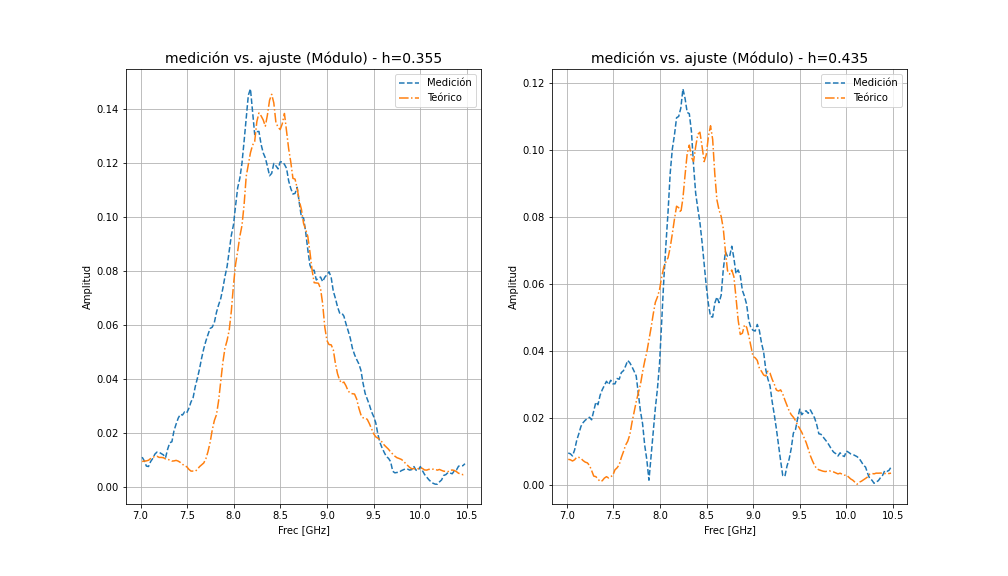 medición vs. ajuste (Módulo) - h=0.355
Medición
Teórico
0.14
0.12
0.10
0.08
0.06
0.04
0.02
0.00
Amplitud
7.0 7.5 8.0 8.5 9.0 9.5 10.0 10.5
Frec [GHz]
medición vs. ajuste (Módulo) - h=0.435
Medición
Teórico
0.12
0.10
0.08
0.06
0.04
0.02
0.00
Amplitud
7.0 7.5 8.0 8.5 9.0 9.5 10.0 10.5
Frec [GHz]